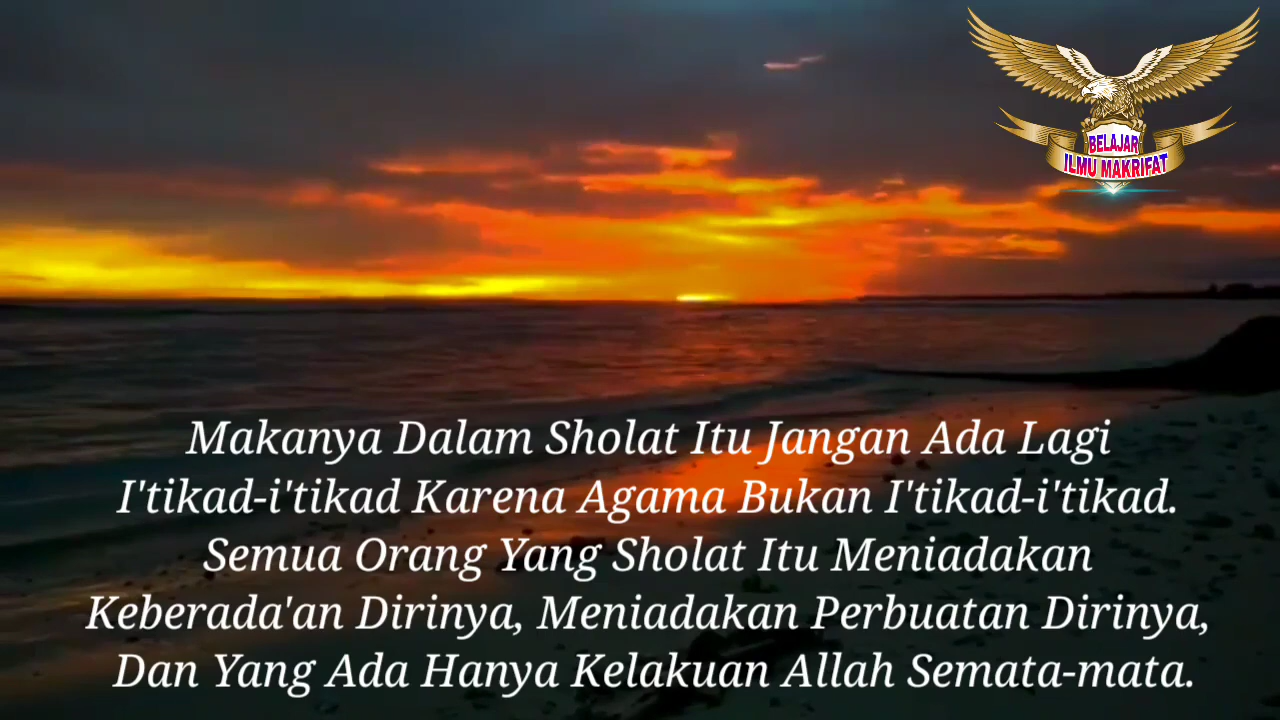 BELAJAR
ILMU MAKRIFAT
Makanya Dalam Sholat Itu Jangan Ada Lagi
I'tikad-i'tikad Karena Agama Bukan I'tikad-i'tikad.
Semua Orang Yang Sholat Itu Meniadakan
Keberada'an Dirinya, Meniadakan Perbuatan Dirinya,
Dan Yang Ada Hanya Kelakuan Allah Semata-mata.